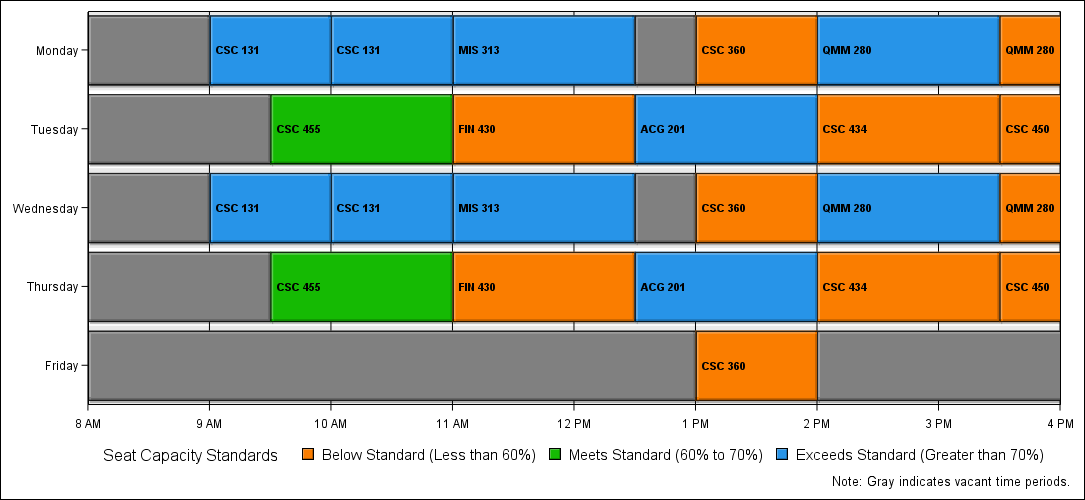 Monday CSC 131 CSC 131 MIS 313 CSC 360 QMM 280 QMM 280
Tuesday CSC 455 FIN 430 ACG 201 CSC 434 CSC 450
Wednesday CSC 131 CSC 131 MIS 313 CSC 360 QMM 280 QMM 280
Thursday CSC 455 FIN 430 ACG 201 CSC 434 CSC 450
Friday CSC 360
8 AM 9 AM 10 AM 11 AM 12 PM 1 PM 2 PM 3 PM 4 PM
Seat Capacity Standards Below Standard (Less than 60%) Meets Standard (60% to 70%) Exceeds Standard (Greater than 70%)
Note: Gray indicates vacant time periods.